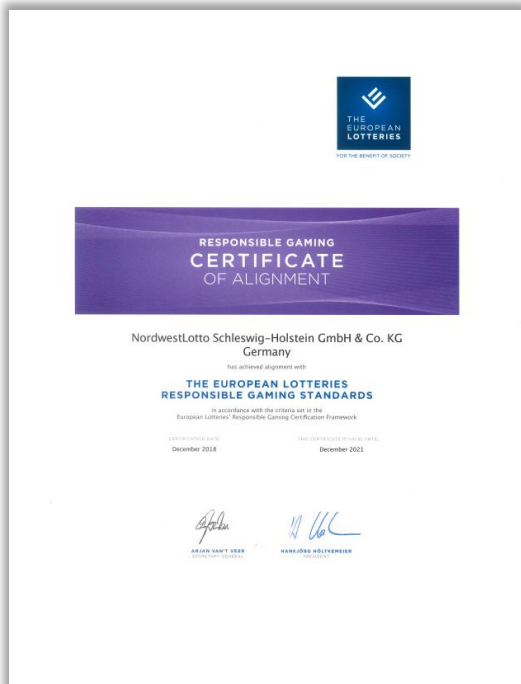 THE
EUROPEAN
LOTTERIES
FOR THE BENEFIT OF SOCIETY
RESPONSIBLE GAMING
CERTIFICATE
OF ALIGNMENT
NordwestLotto Schleswig-Holstein GmbH & Co. KG
Germany
has achieved alignment with
THE EUROPEAN LOTTERIES
RESPONSIBLE GAMING STANDARDS
in accordance with the criteria set in the
European Lotteries' Responsible Gaming Certification Framework
CERTIFICATION DATE: THIS CERTIFICATE IS VALID UNTIL:
December 2018 December 2021
ARJAN VAN'T VEER HANSJÖRG HÖLTKEMEIER
SECRETARY GENERAL PRESIDENT